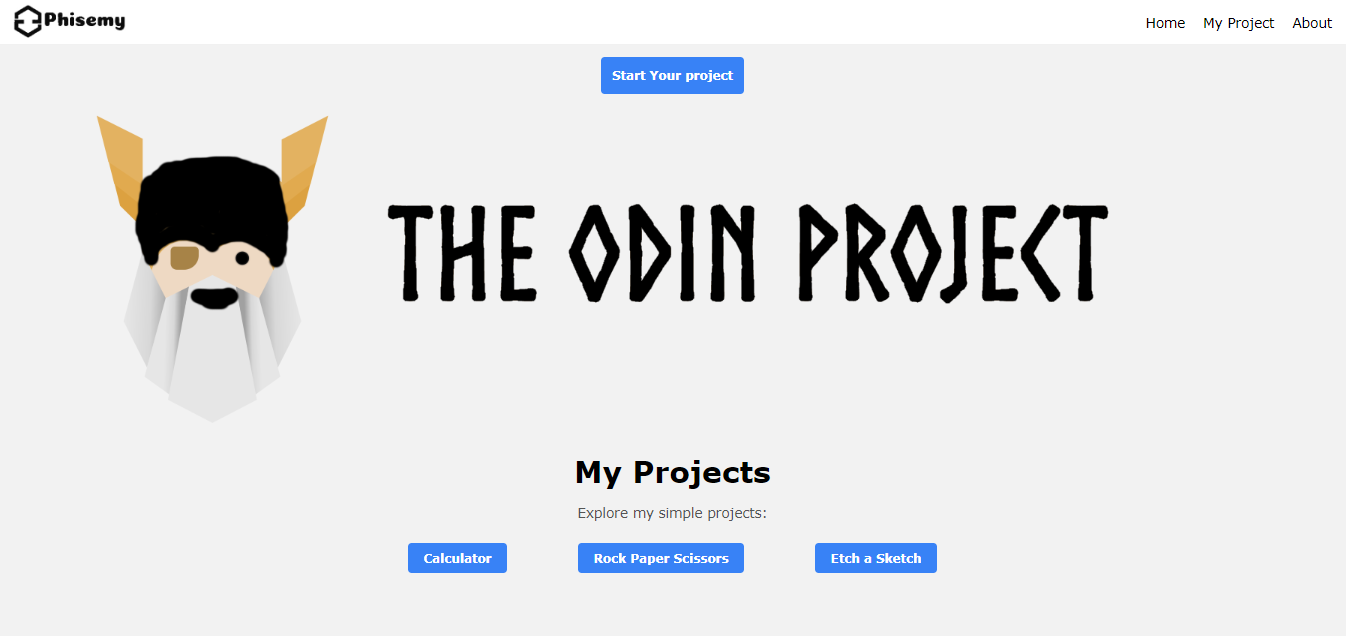 Phisemy
Home My Project About
Start Your project
THE ODIN PROJECT
My Projects
Explore my simple projects:
Calculator Rock Paper Scissors Etch a Sketch